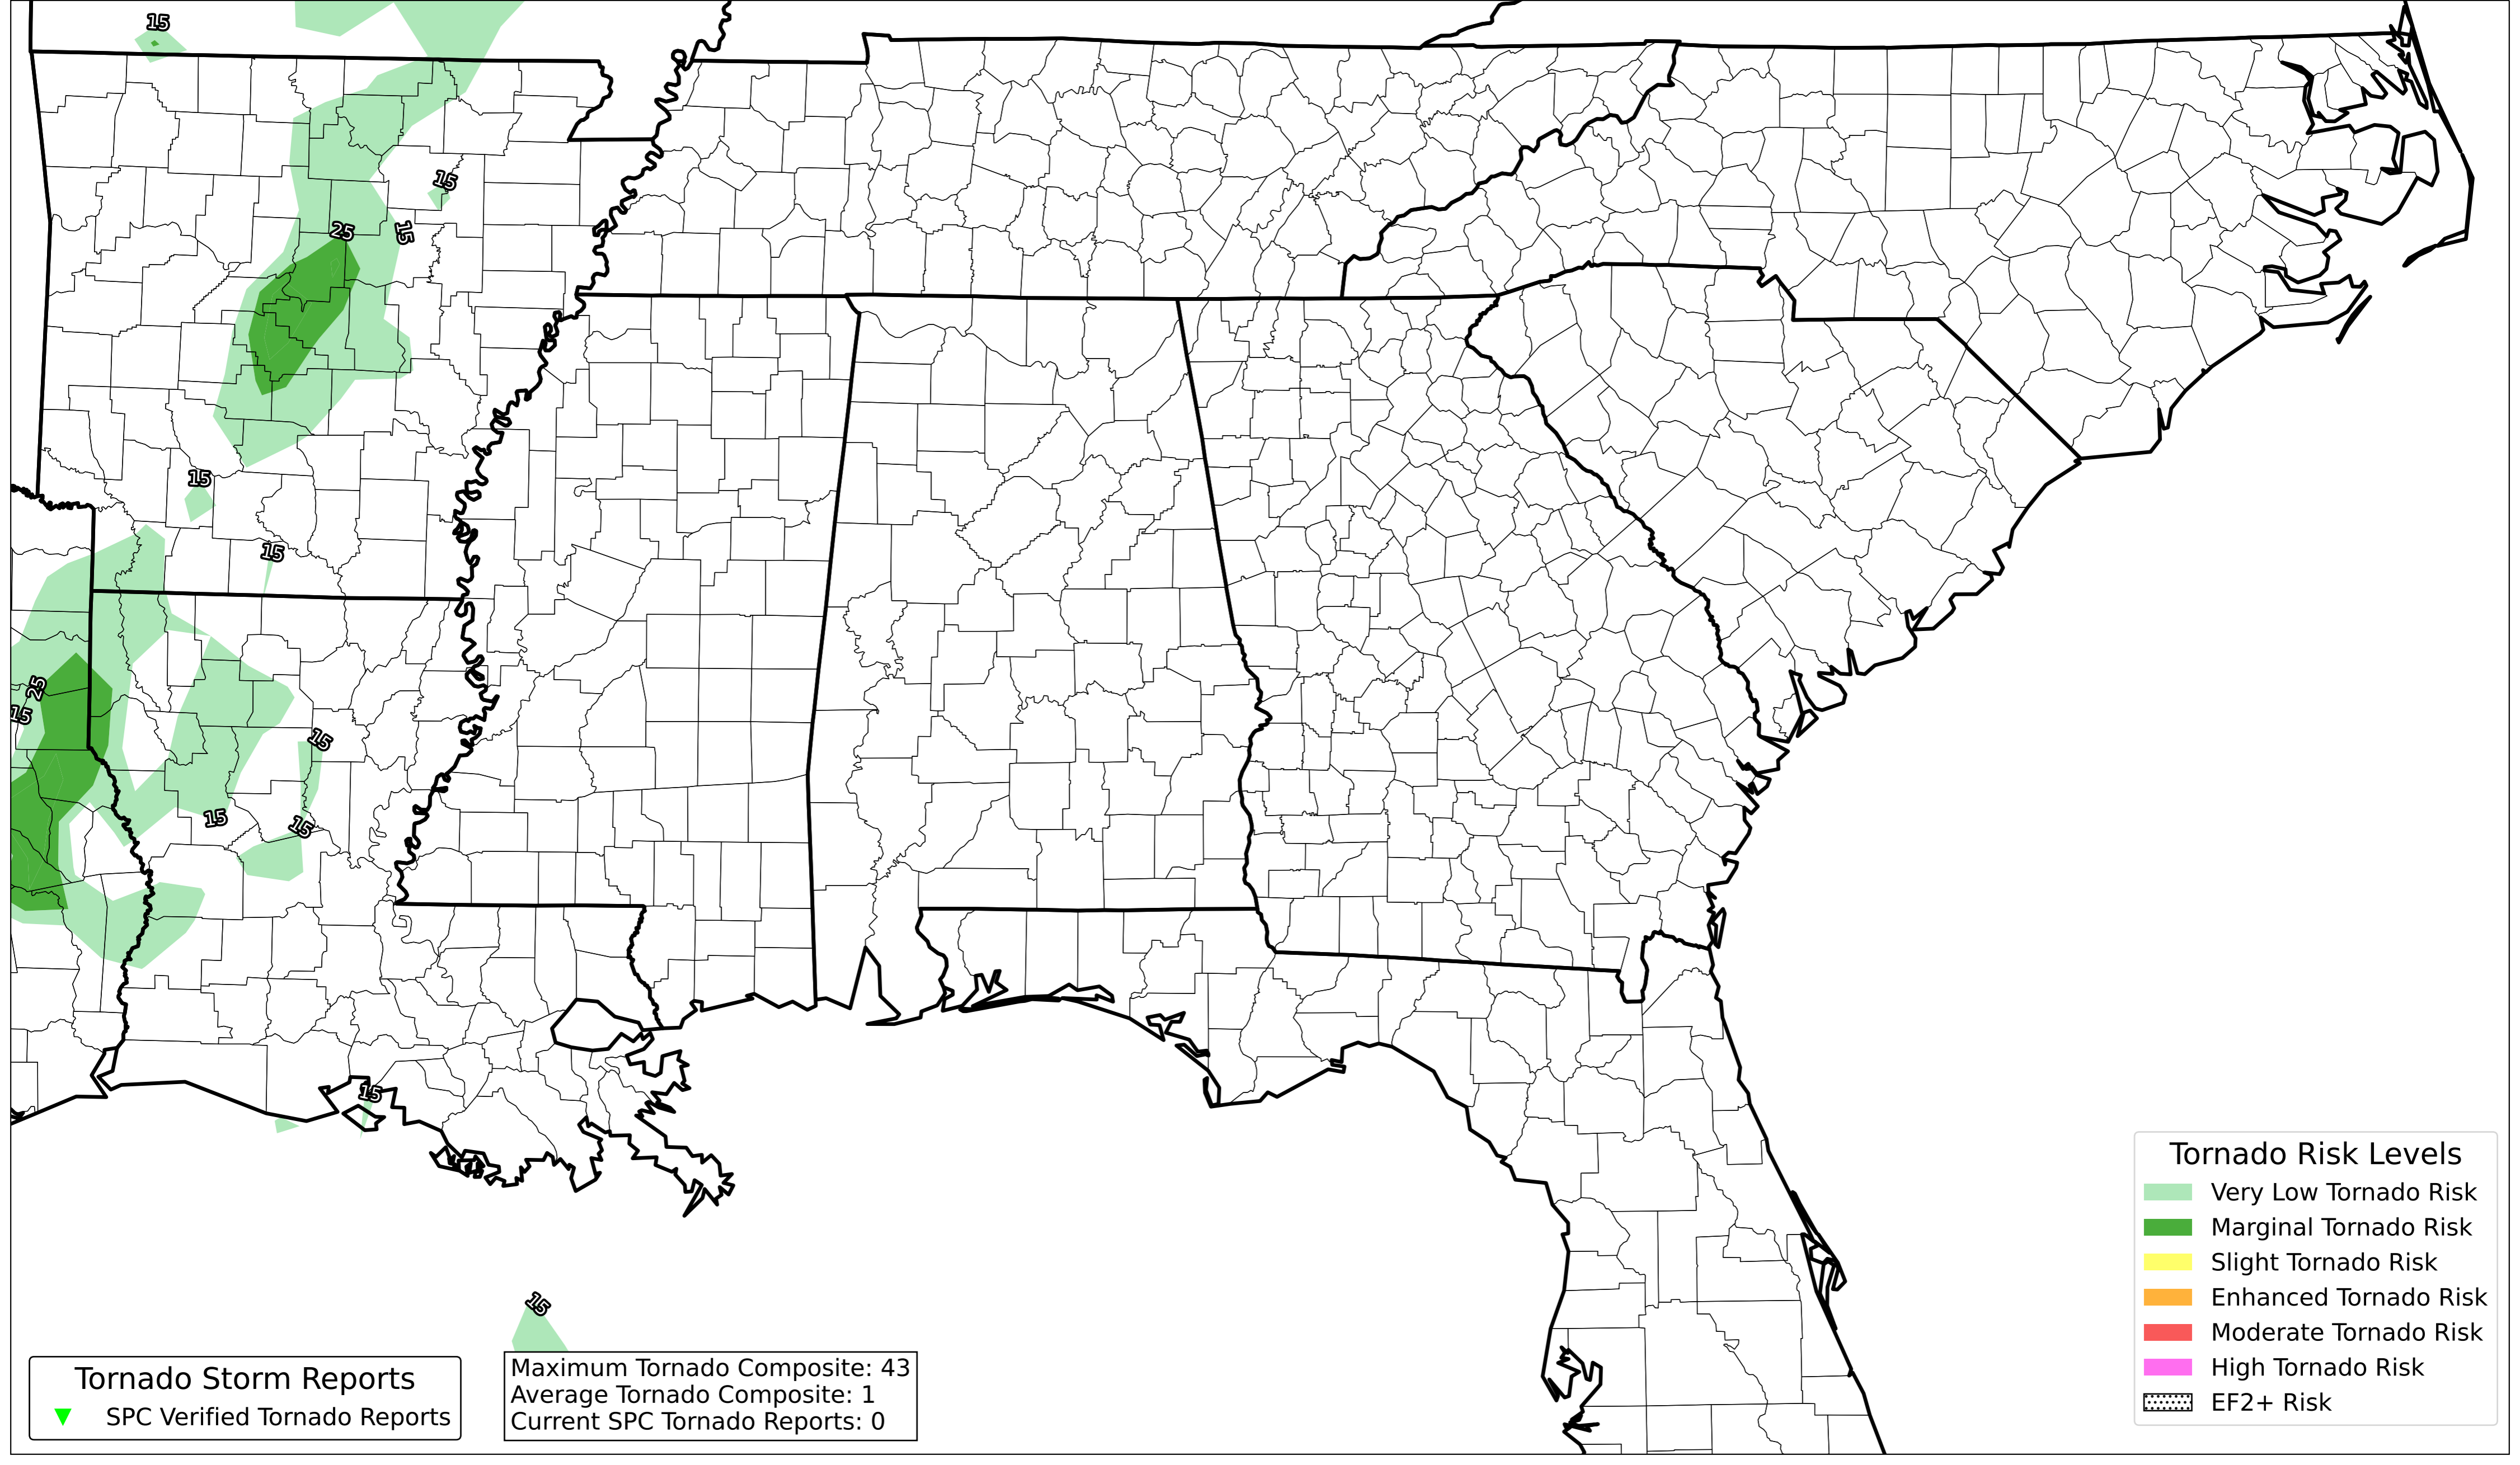 15
15
25
15
15
15
25
15
15
15
15
15
15
Tornado Risk Levels
Very Low Tornado Risk
Marginal Tornado Risk
Slight Tornado Risk
Enhanced Tornado Risk
Moderate Tornado Risk
High Tornado Risk
EF2+ Risk
Tornado Storm Reports
SPC Verified Tornado Reports
Maximum Tornado Composite: 43
Average Tornado Composite: 1
Current SPC Tornado Reports: 0